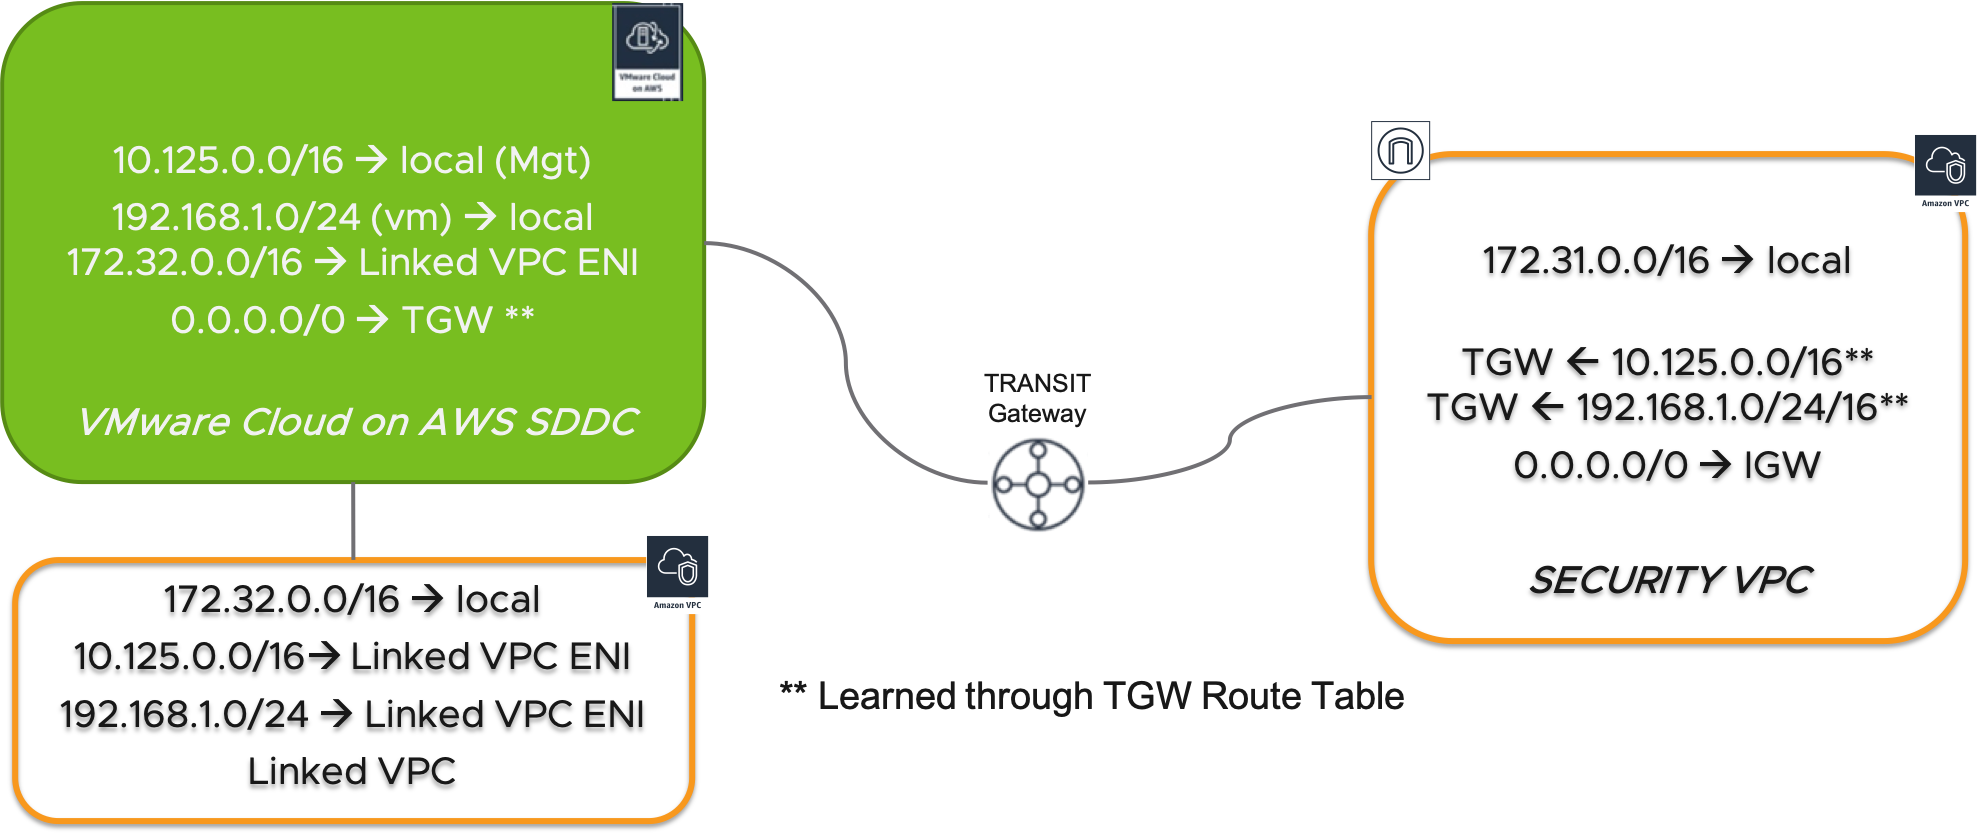 VMware Cloud
on AWS
10.125.0.0/16 → local (Mgt)
192.168.1.0/24 (vm) → local
172.32.0.0/16 → Linked VPC ENI
0.0.0.0/0 → TGW **
VMware Cloud on AWS SDDC
172.32.0.0/16 → local
Amazon VPC
10.125.0.0/16→ Linked VPC ENI
192.168.1.0/24 → Linked VPC ENI
Linked VPC
TRANSIT
Gateway
** Learned through TGW Route Table
Amazon VPC
172.31.0.0/16 → local
TGW ← 10.125.0.0/16**
TGW ← 192.168.1.0/24/16**
0.0.0.0/0 → IGW
SECURITY VPC